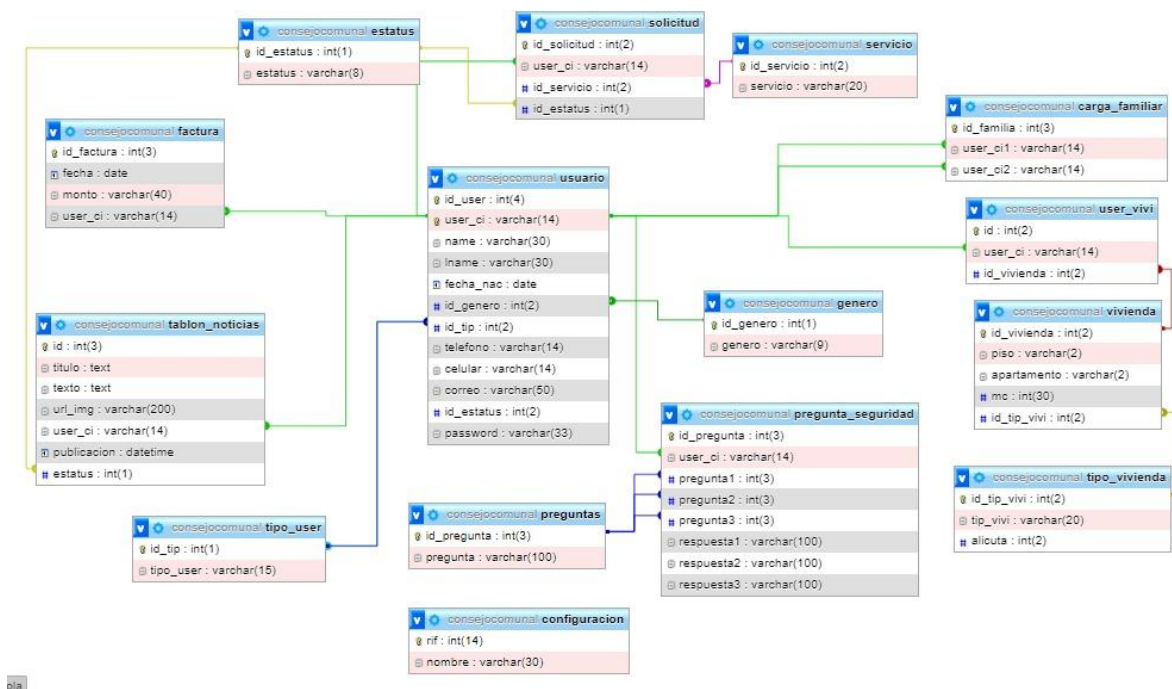 consejocomunal estatus
id_estatus : int(1)
estatus : varchar(8)
consejocomunal solicitud
id_solicitud : int(2)
user_ci : varchar(14)
id_servicio : int(2)
id_estatus : int(1)
consejocomunal servicio
id_servicio : int(2)
servicio : varchar(20)
consejocomunal carga_familiar
id_familia : int(3)
user_ci1 : varchar(14)
user_ci2 : varchar(14)
consejocomunal factura
id_factura : int(3)
fecha : date
monto : varchar(40)
user_ci : varchar(14)
consejocomunal usuario
id_user : int(4)
user_ci : varchar(14)
name : varchar(30)
lname : varchar(30)
fecha_nac : date
id_genero : int(2)
id_tip : int(2)
telefono : varchar(14)
celular : varchar(14)
correo : varchar(50)
id_estatus : int(2)
password : varchar(33)
consejocomunal user_vivi
id : int(2)
user_ci : varchar(14)
id_vivienda : int(2)
consejocomunal genero
id_genero : int(1)
genero : varchar(9)
consejocomunal vivienda
id_vivienda : int(2)
piso : varchar(2)
apartamento : varchar(2)
mc : int(30)
id_tip_vivi : int(2)
consejocomunal tablon_noticias
id : int(3)
titulo : text
texto : text
url_img : varchar(200)
user_ci : varchar(14)
publicacion : datetime
estatus : int(1)
consejocomunal pregunta_seguridad
id_pregunta : int(3)
user_ci : varchar(14)
pregunta1 : int(3)
pregunta2 : int(3)
pregunta3 : int(3)
respuesta1 : varchar(100)
respuesta2 : varchar(100)
respuesta3 : varchar(100)
consejocomunal tipo_vivienda
id_tip_vivi : int(2)
tip_vivi : varchar(20)
alicuta : int(2)
consejocomunal tipo_user
id_tip : int(1)
tipo_user : varchar(15)
consejocomunal preguntas
id_pregunta : int(3)
pregunta : varchar(100)
consejocomunal configuracion
rif : int(14)
nombre : varchar(30)